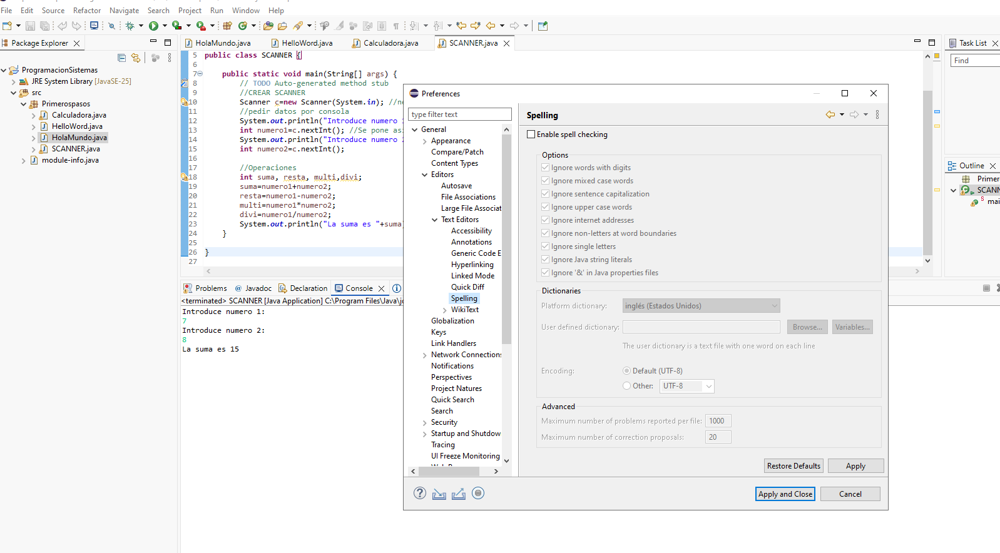 File Edit Source Refactor Navigate Search Project Run Window Help
Package Explorer
HolaMundo.java HelloWord.java Calculadora.java SCANNER.java
Task List
Find
ProgramacionSistemas
JRE System Library [JavaSE-25]
src
Primerospasos
Calculadora.java
HelloWord.java
HolaMundo.java
SCANNER.java
module-info.java
5 public class SCANNER {
6
7 public static void main(String[] args) {
8 // TODO Auto-generated method stub
9 //CREAR SCANNER
10 Scanner c=new Scanner(System.in);
11 //pedir datos por consola
12 System.out.println("Introduce numero
13 int numero1=c.nextInt(); //Se pone asi
14 System.out.println("Introduce numero
15 int numero2=c.nextInt();
16
17 //Operaciones
18 int suma, resta, multi,divi;
19 suma=numero1+numero2;
20 resta=numero1-numero2;
21 multi=numero1*numero2;
22 divi=numero1/numero2;
23 System.out.println("La suma es "+suma
24 }
25
26 }
27
Outline
Primer
SCANN
mai
Problems @ Javadoc Declaration Console
<terminated> SCANNER [Java Application] C:\Program Files\Java\j
Introduce numero 1:
7
Introduce numero 2:
8
La suma es 15
Preferences
type filter text
General
Appearance
Compare/Patch
Content Types
Editors
Autosave
File Associations
Large File Associat
Text Editors
Accessibility
Annotations
Generic Code E
Hyperlinking
Linked Mode
Quick Diff
Spelling
WikiText
Globalization
Keys
Link Handlers
Network Connections
Notifications
Perspectives
Project Natures
Quick Search
Search
Security
Startup and Shutdow
Tracing
UI Freeze Monitoring
Spelling
Enable spell checking
Options
Ignore words with digits
Ignore mixed case words
Ignore sentence capitalization
Ignore upper case words
Ignore internet addresses
Ignore non-letters at word boundaries
Ignore single letters
Ignore Java string literals
Ignore '&' in Java properties files
Dictionaries
Platform dictionary: inglés (Estados Unidos)
User defined dictionary: Browse... Variables...
The user dictionary is a text file with one word on each line
Encoding: Default (UTF-8)
Other: UTF-8
Advanced
Maximum number of problems reported per file: 1000
Maximum number of correction proposals: 20
Restore Defaults Apply
Apply and Close Cancel